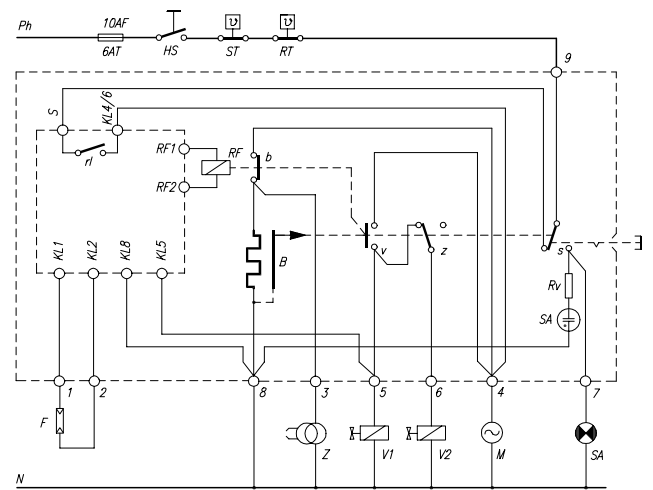 Ph
10AF
6AT
HS
υ
ST
υ
RT
9
S
KL4/6
rl
RF1
RF
RF2
b
KL1
KL2
KL8
KL5
B
v
z
s
Rv
SA
1
2
8
3
5
6
4
7
F
Z
V1
V2
M
SA
N